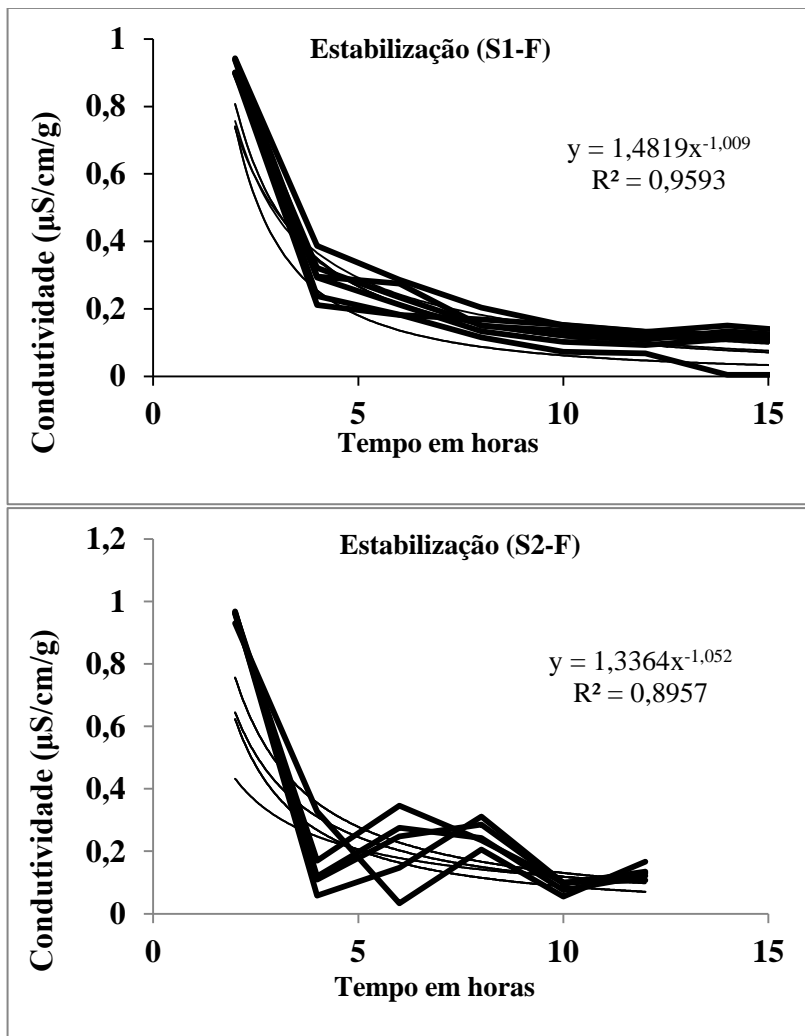 Estabilização (S1-F)
y = 1,4819x^-1,009
R² = 0,9593
Condutividade (µS/cm/g)
1
0,8
0,6
0,4
0,2
0
0 5 10 15
Tempo em horas
Estabilização (S2-F)
y = 1,3364x^-1,052
R² = 0,8957
Condutividade (µS/cm/g)
1,2
1
0,8
0,6
0,4
0,2
0
0 5 10 15
Tempo em horas